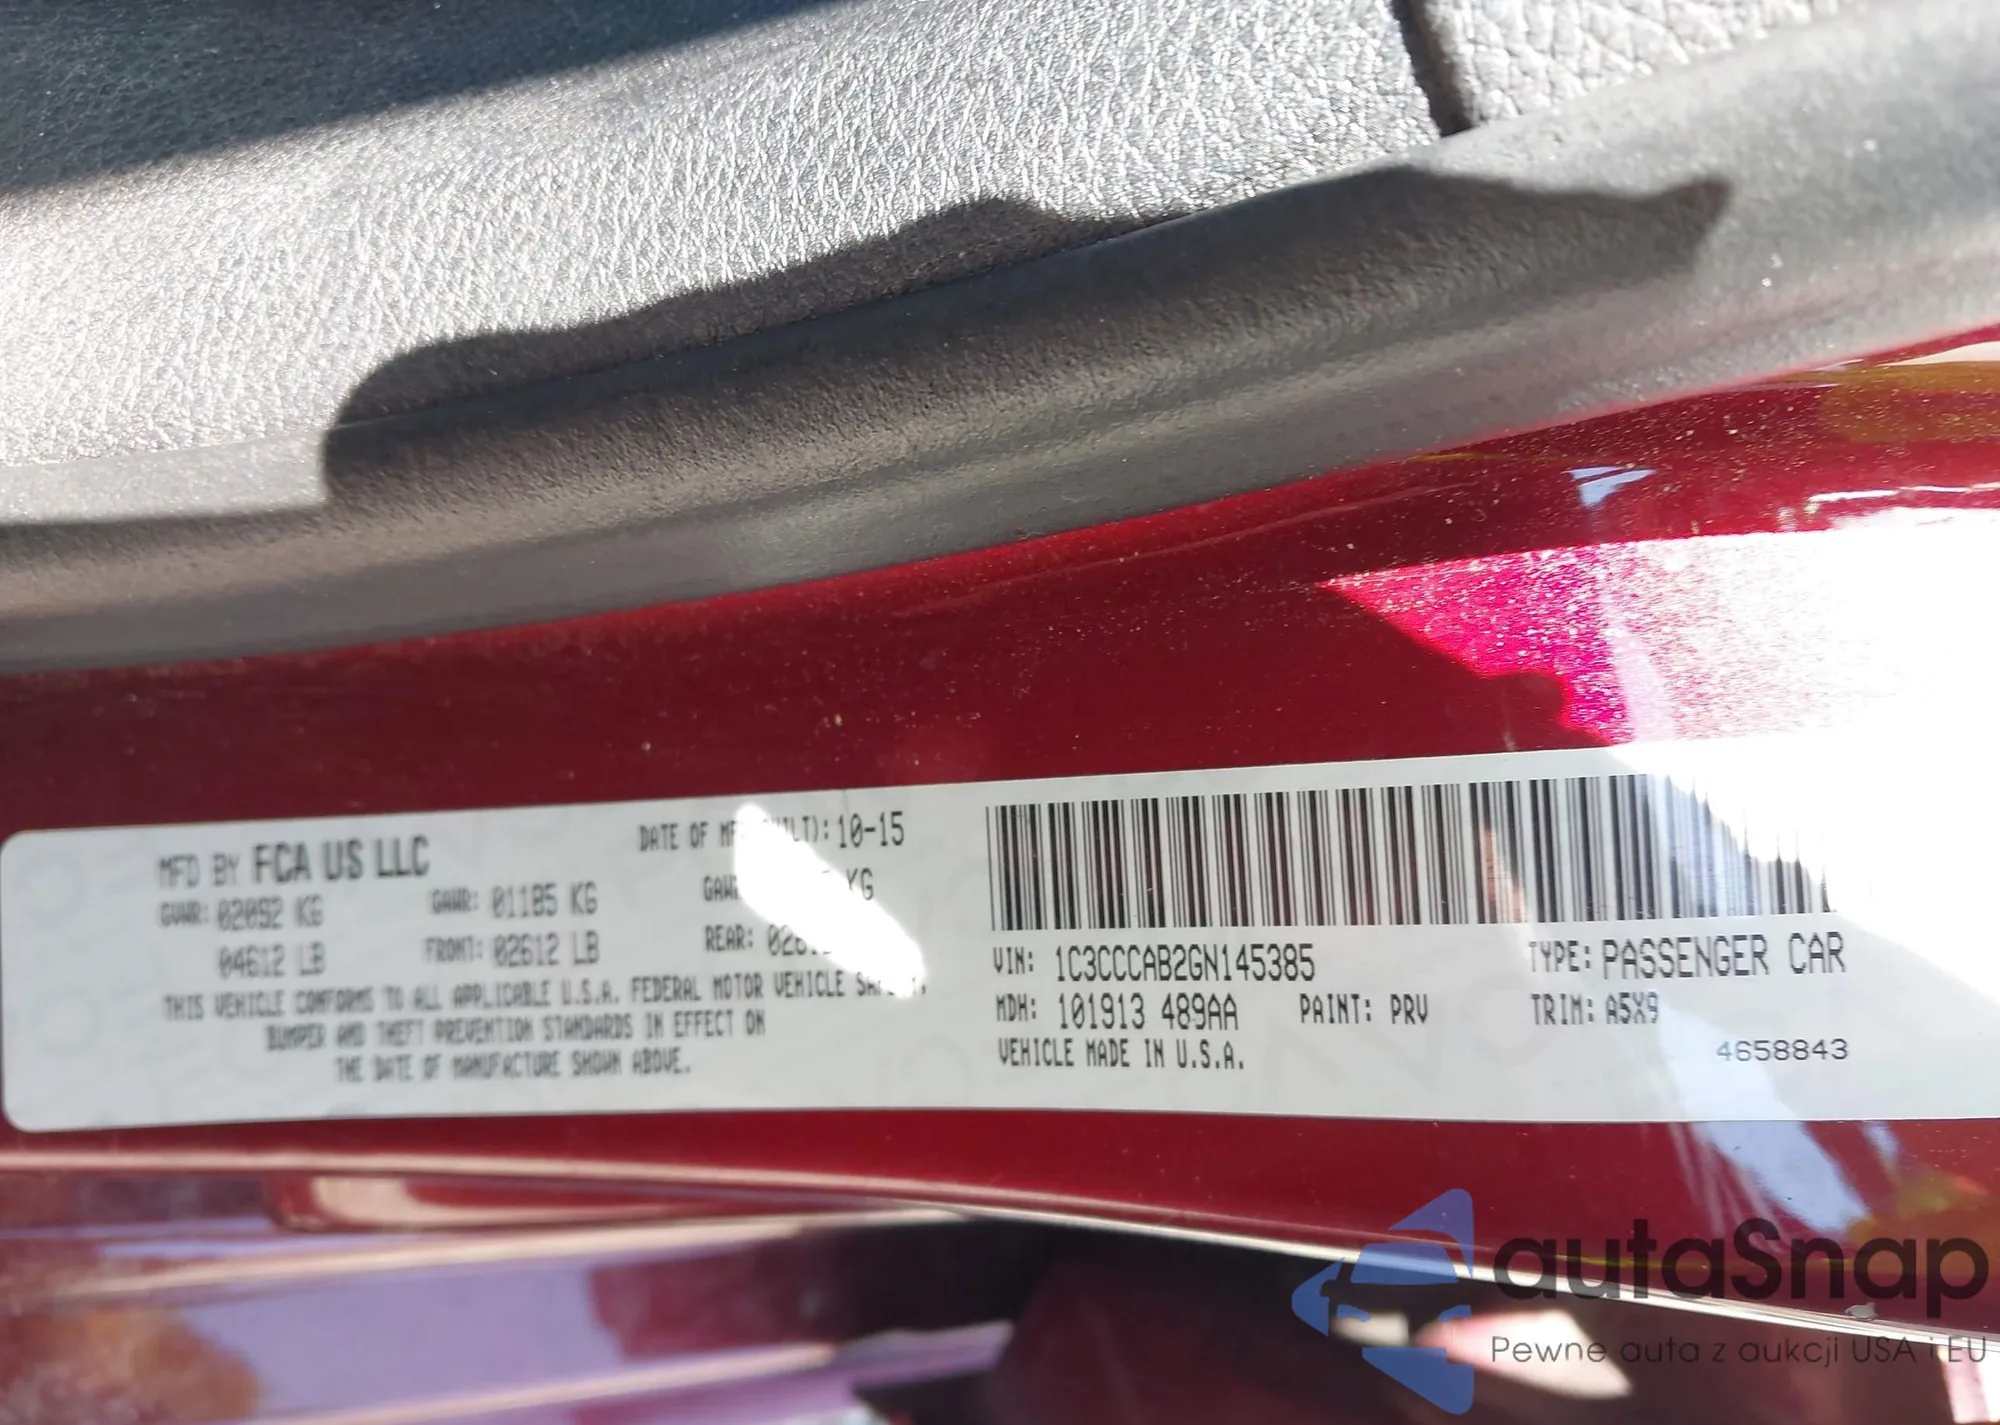 MFD BY FCA US LLC
DATE OF MF (ILT): 10-15
GVWR: 02092 KG
GAWR: 01185 KG
GAW KG
04612 LB
FRONT: 02612 LB
REAR:
THIS VEHICLE CONFORMS TO ALL APPLICABLE U.S.A. FEDERAL MOTOR VEHICLE
BUMPER AND THEFT PREVENTION STANDARDS IN EFFECT ON
THE DATE OF MANUFACTURE SHOWN ABOVE.
VIN: 1C3CCCAB2GN145385
TYPE: PASSENGER CAR
MDH: 101913 489AA
PAINT: PRV
TRIM: A5X9
VEHICLE MADE IN U.S.A.
4658843
autaSnap
Pewne auta z aukcji USA i EU